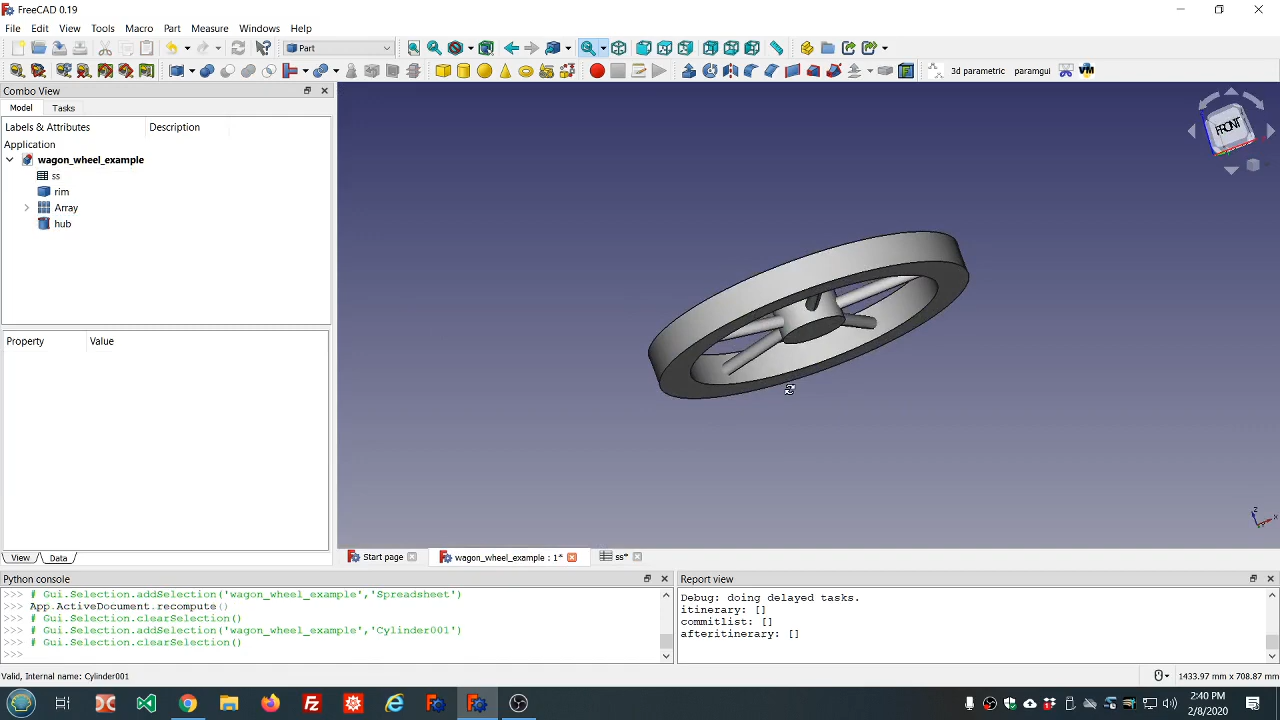 FreeCAD 0.19
File Edit View Tools Macro Part Measure Windows Help
Part
3d parametric paramgui VM
Combo View
Model Tasks
Labels & Attributes Description
Application
wagon_wheel_example
ss
rim
Array
hub
Property Value
View Data
FRONT
Z
X
Start page wagon_wheel_example : 1* ss*
Python console
>>> # Gui.Selection.addSelection('wagon_wheel_example','Spreadsheet')
>>> App.ActiveDocument.recompute()
>>> # Gui.Selection.clearSelection()
>>> # Gui.Selection.addSelection('wagon_wheel_example','Cylinder001')
>>> # Gui.Selection.clearSelection()
>>>
Report view
Debug: doing delayed tasks.
itinerary: []
commitlist: []
afteritinerary: []
Valid, Internal name: Cylinder001
1433.97 mm x 708.87 mm
2:40 PM
2/8/2020